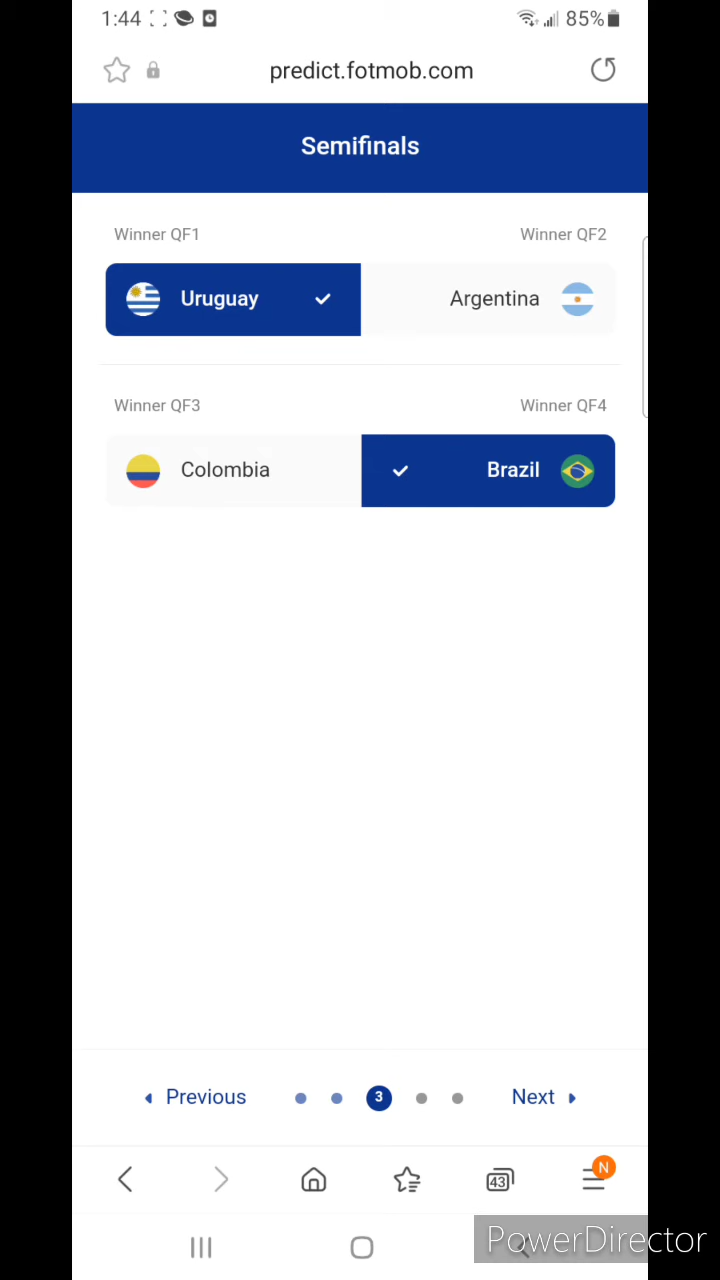 1:44 85%
predict.fotmob.com
Semifinals
Winner QF1 Winner QF2
Uruguay Argentina
Winner QF3 Winner QF4
Colombia Brazil
Previous 3 Next
43 N
PowerDirector